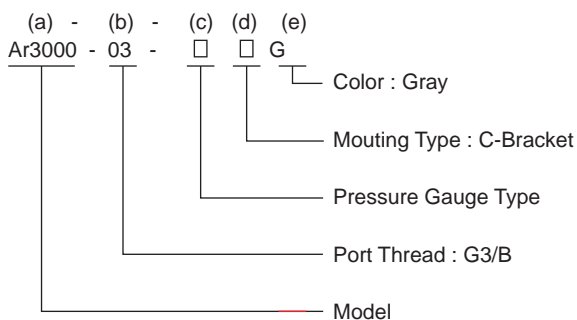 (a) - (b) - (c) (d) (e)
Ar3000 - 03 - □ □ G
Color : Gray
Mouting Type : C-Bracket
Pressure Gauge Type
Port Thread : G3/B
Model